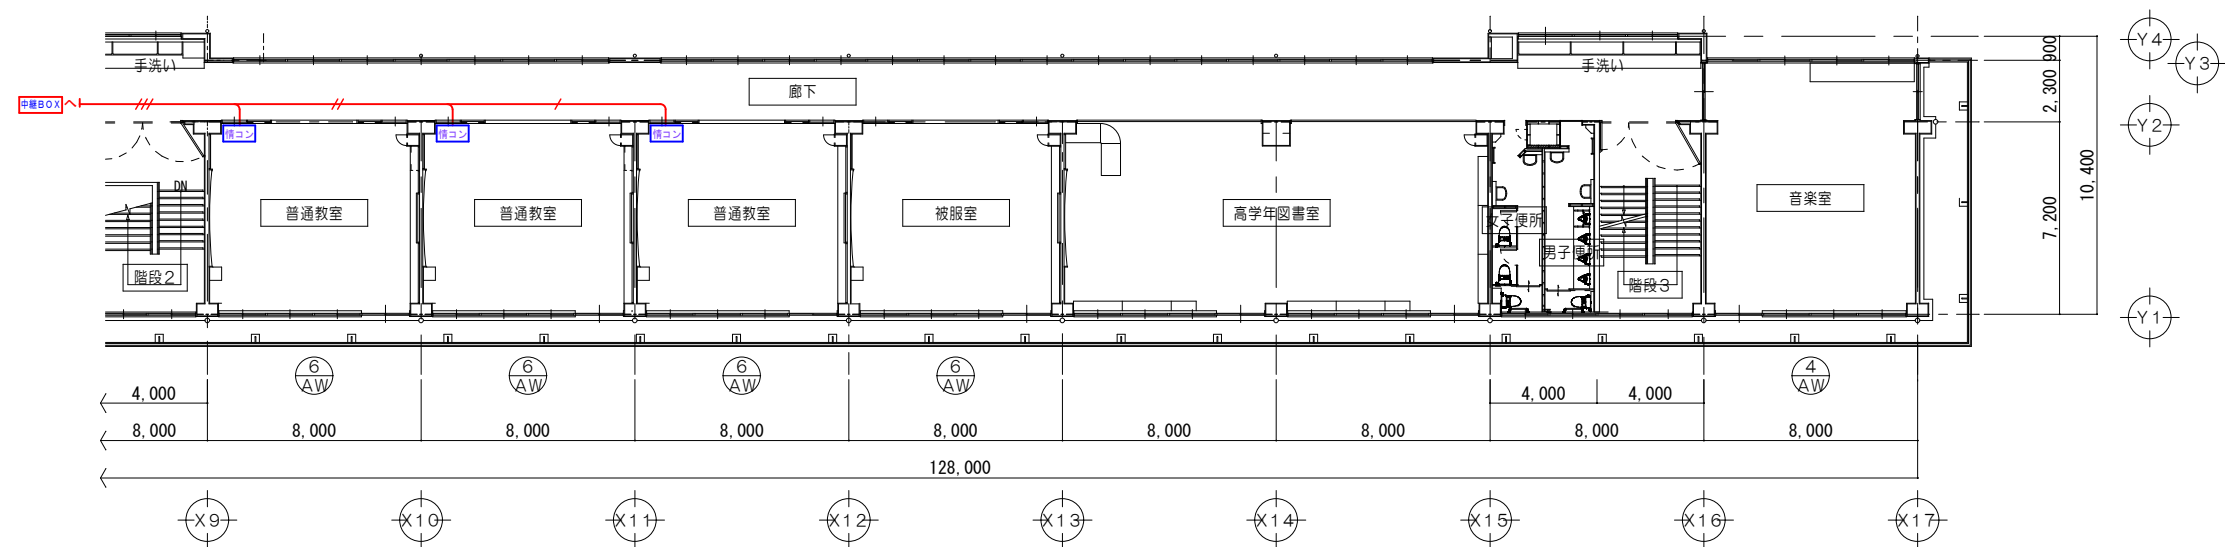 手洗い
廊下
手洗い
中継BOX へ
情コン
情コン
情コン
DN
普通教室
普通教室
普通教室
被服室
高学年図書室
女子便所
男子便所
音楽室
階段2
階段3
6
AW
6
AW
6
AW
6
AW
4
AW
4,000
4,000
4,000
8,000
8,000
8,000
8,000
8,000
8,000
8,000
8,000
8,000
128,000
X9
X10
X11
X12
X13
X14
X15
X16
X17
900
2,300
7,200
10,400
Y4
Y3
Y2
Y1